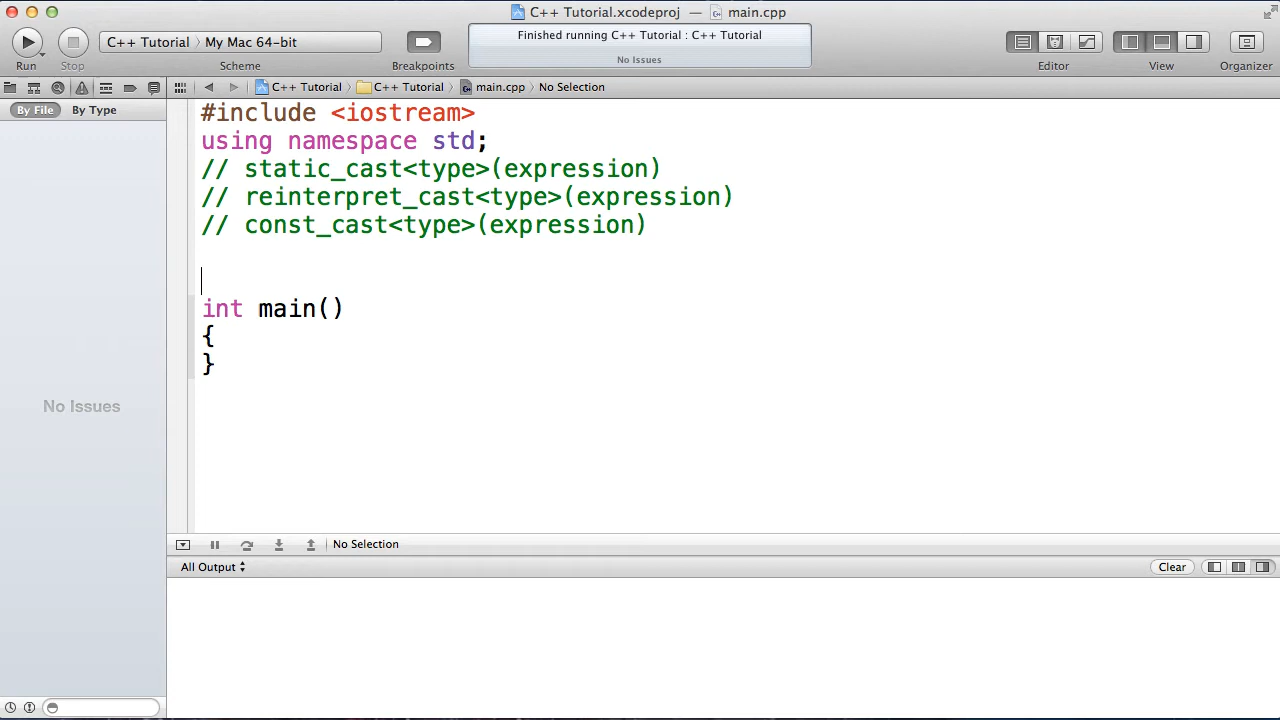 C++ Tutorial.xcodeproj — main.cpp
C++ Tutorial 〉 My Mac 64-bit
Finished running C++ Tutorial : C++ Tutorial
No Issues
Run Stop Scheme Breakpoints Editor View Organizer
C++ Tutorial 〉 C++ Tutorial 〉 main.cpp 〉 No Selection
By File By Type
#include <iostream>
using namespace std;
// static_cast<type>(expression)
// reinterpret_cast<type>(expression)
// const_cast<type>(expression)
int main()
{
}
No Issues
No Selection
All Output Clear